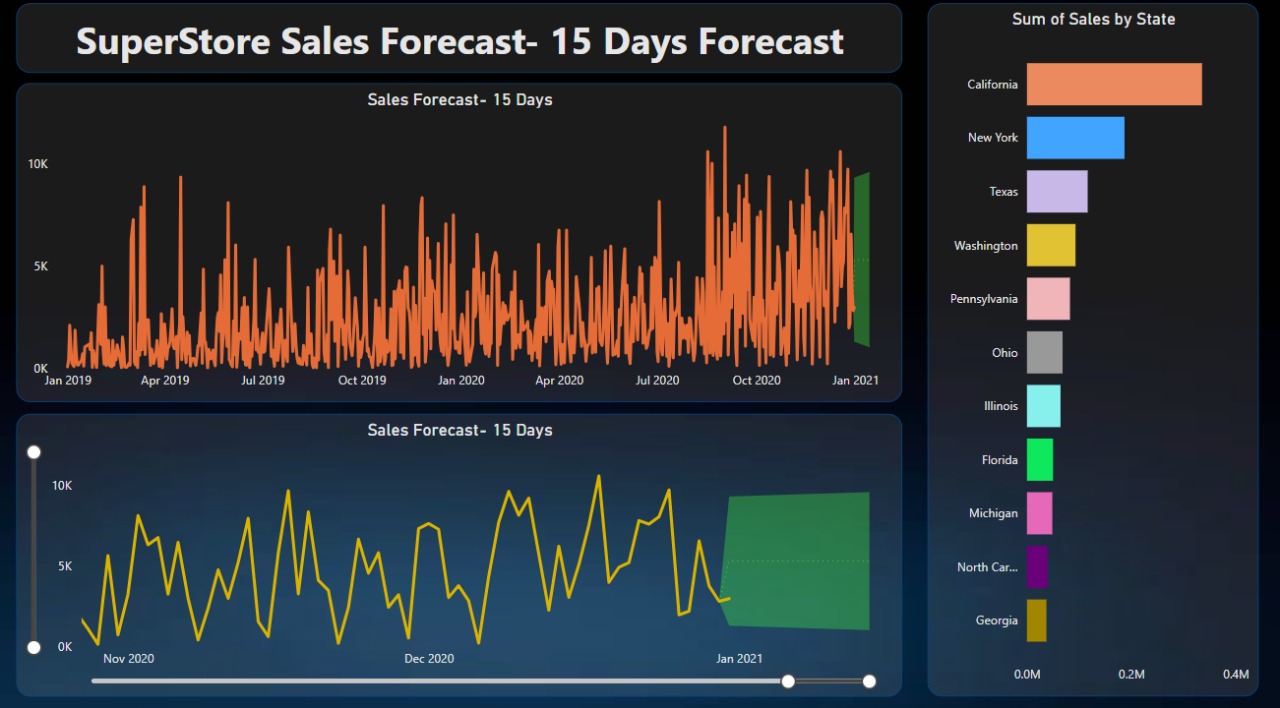 SuperStore Sales Forecast- 15 Days Forecast
Sales Forecast- 15 Days
10K
5K
0K
Jan 2019 Apr 2019 Jul 2019 Oct 2019 Jan 2020 Apr 2020 Jul 2020 Oct 2020 Jan 2021
Sales Forecast- 15 Days
10K
5K
0K
Nov 2020 Dec 2020 Jan 2021
Sum of Sales by State
California
New York
Texas
Washington
Pennsylvania
Ohio
Illinois
Florida
Michigan
North Car...
Georgia
0.0M 0.2M 0.4M